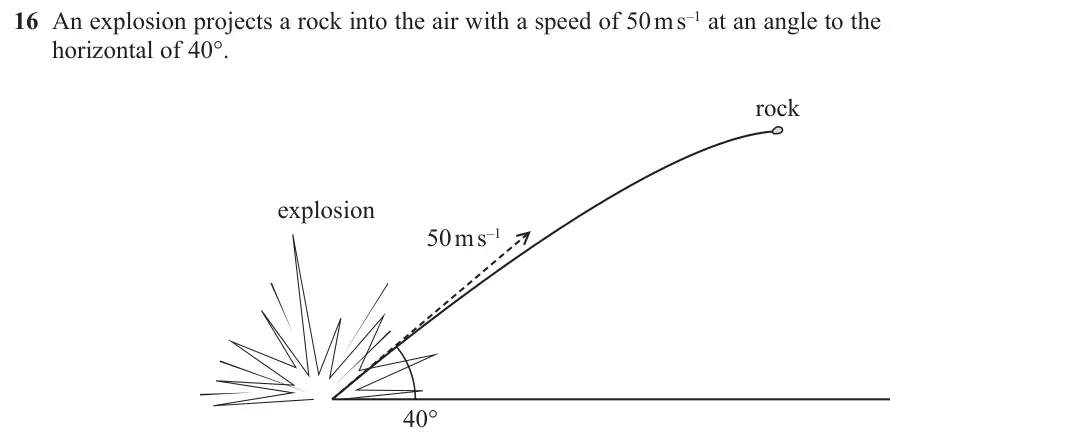 16 An explosion projects a rock into the air with a speed of 50 m s⁻¹ at an angle to the
horizontal of 40°.
rock
explosion
50 m s⁻¹
40°